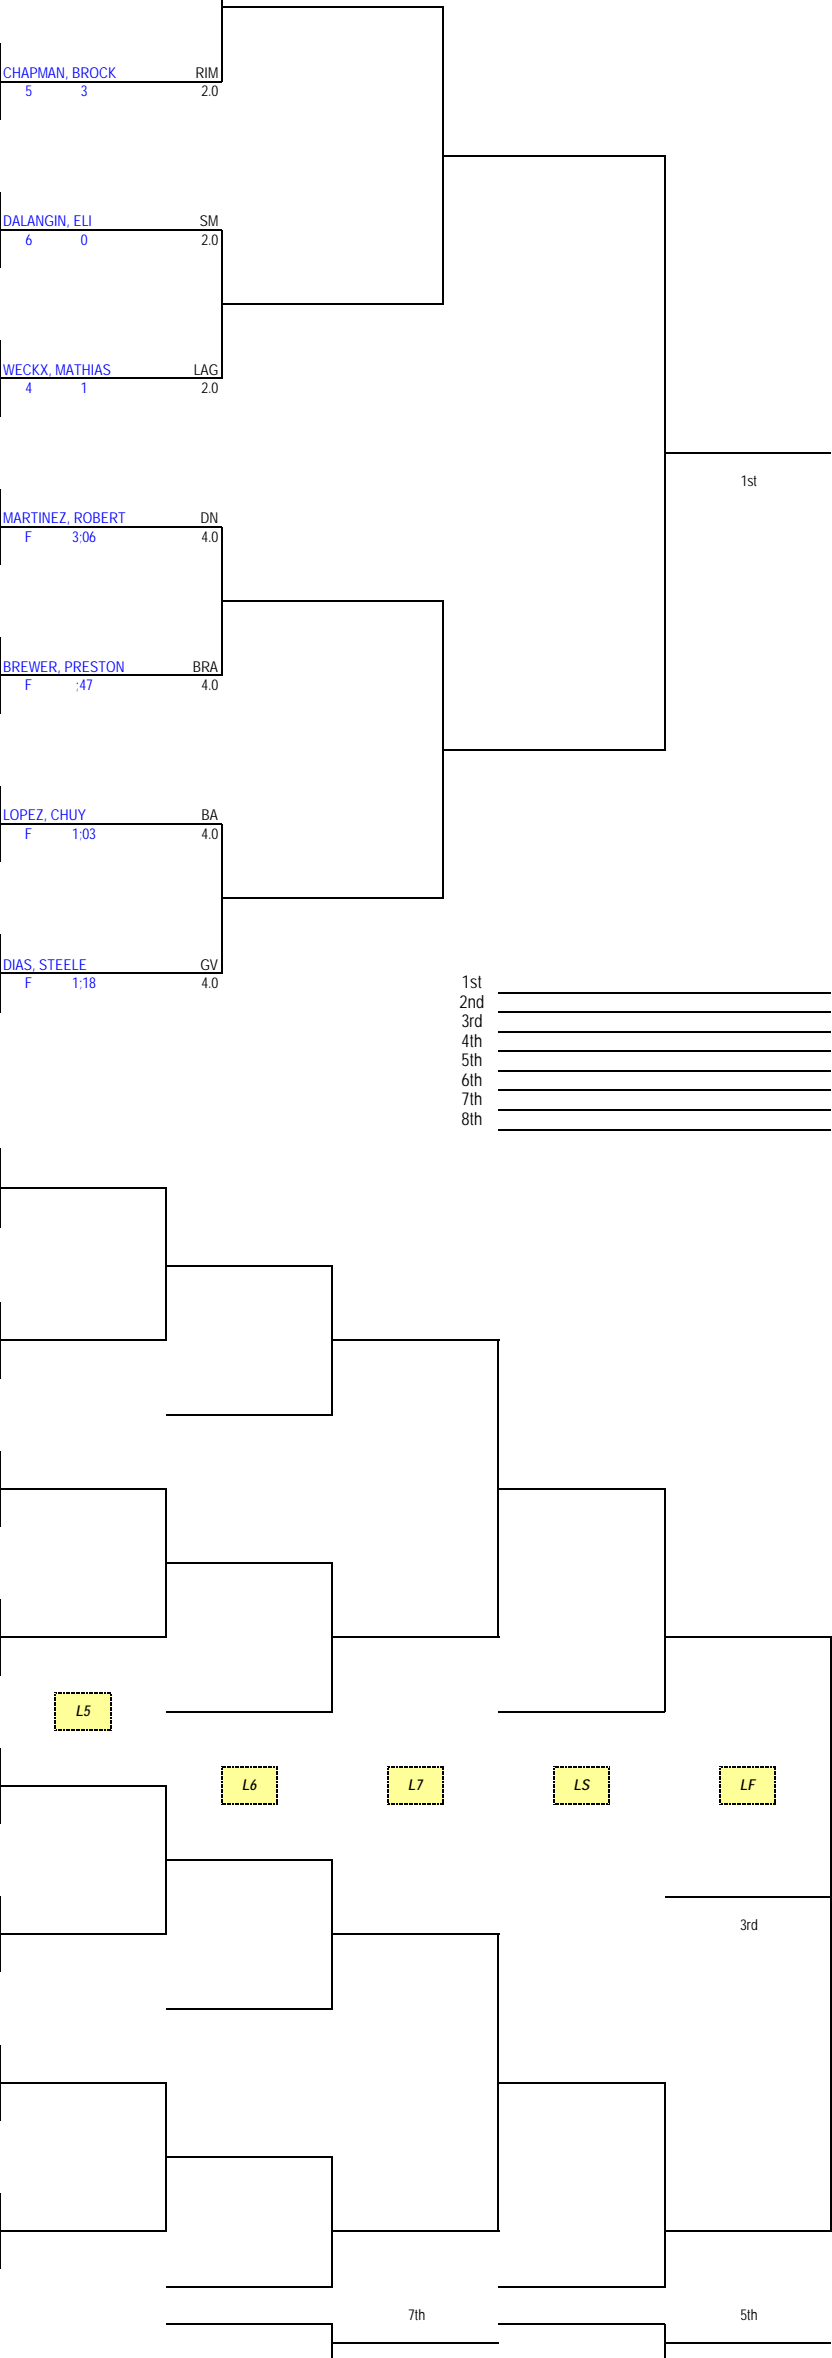 CHAPMAN, BROCK RIM
5 3 2.0
DALANGIN, ELI SM
6 0 2.0
WECKX, MATHIAS LAG
4 1 2.0
1st
MARTINEZ, ROBERT DN
F 3;06 4.0
BREWER, PRESTON BRA
F ;47 4.0
LOPEZ, CHUY BA
F 1;03 4.0
DIAS, STEELE GV
F 1;18 4.0
1st
2nd
3rd
4th
5th
6th
7th
8th
L5
L6 L7 LS LF
3rd
7th 5th